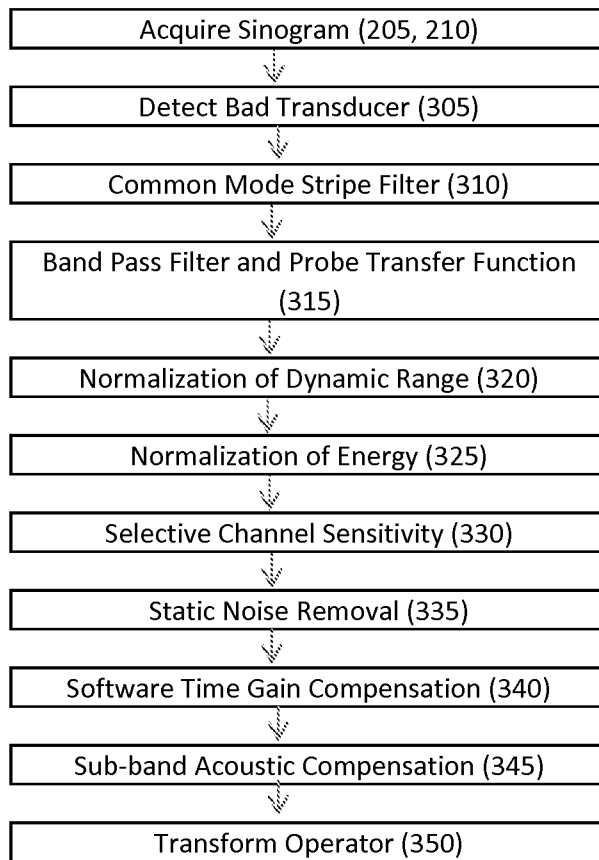 Acquire Sinogram (205, 210)
Detect Bad Transducer (305)
Common Mode Stripe Filter (310)
Band Pass Filter and Probe Transfer Function
(315)
Normalization of Dynamic Range (320)
Normalization of Energy (325)
Selective Channel Sensitivity (330)
Static Noise Removal (335)
Software Time Gain Compensation (340)
Sub-band Acoustic Compensation (345)
Transform Operator (350)